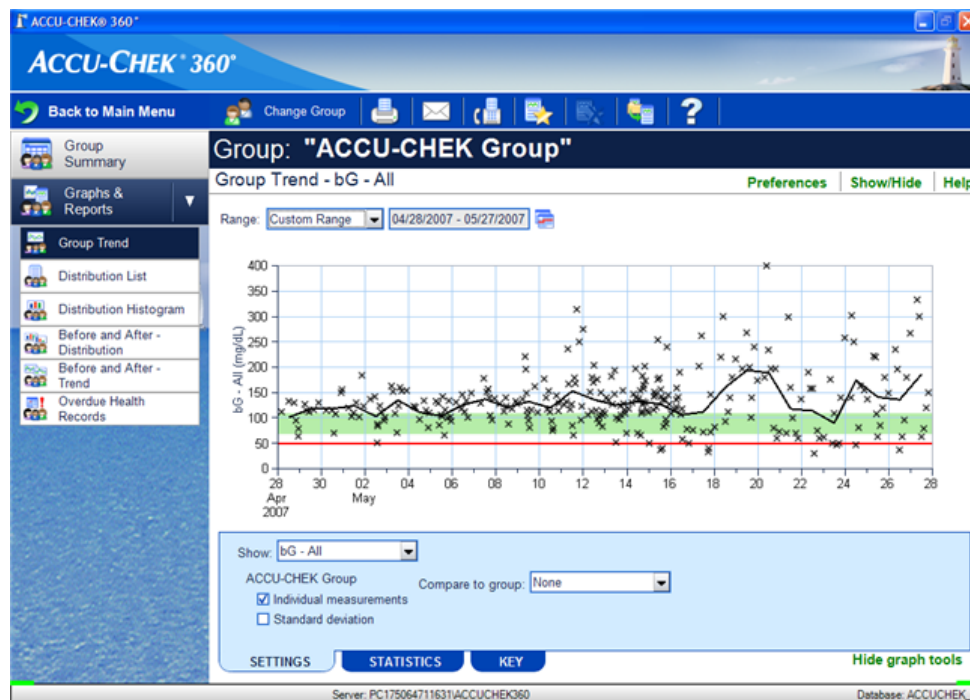 ACCU-CHEK® 360°
ACCU-CHEK® 360°
Back to Main Menu
Change Group
?
Group Summary
Graphs & Reports
Group Trend
Distribution List
Distribution Histogram
Before and After -
Distribution
Before and After -
Trend
Overdue Health
Records
Group: "ACCU-CHEK Group"
Group Trend - bG - All
Preferences
Show/Hide
Help
Range: Custom Range 04/28/2007 - 05/27/2007
bG - All (mg/dL)
400
350
300
250
200
150
100
50
0
28 30 02 04 06 08 10 12 14 16 18 20 22 24 26 28
Apr May
2007
Show: bG - All
ACCU-CHEK Group
Compare to group: None
Individual measurements
Standard deviation
SETTINGS STATISTICS KEY
Hide graph tools
Server: PC175064711631\ACCUCHEK360
Database: ACCUCHEK_